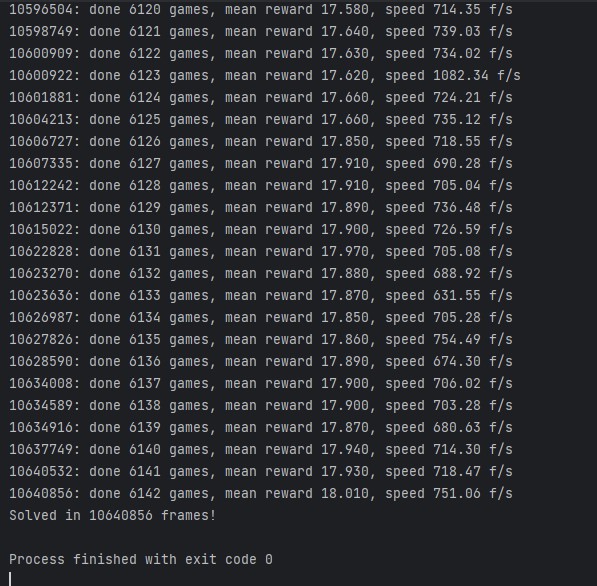 10596504: done 6120 games, mean reward 17.580, speed 714.35 f/s
10598749: done 6121 games, mean reward 17.640, speed 739.03 f/s
10600909: done 6122 games, mean reward 17.630, speed 734.02 f/s
10600922: done 6123 games, mean reward 17.620, speed 1082.34 f/s
10601881: done 6124 games, mean reward 17.660, speed 724.21 f/s
10604213: done 6125 games, mean reward 17.660, speed 735.12 f/s
10606727: done 6126 games, mean reward 17.850, speed 718.55 f/s
10607335: done 6127 games, mean reward 17.910, speed 690.28 f/s
10612242: done 6128 games, mean reward 17.910, speed 705.04 f/s
10612371: done 6129 games, mean reward 17.890, speed 736.48 f/s
10615022: done 6130 games, mean reward 17.900, speed 726.59 f/s
10622828: done 6131 games, mean reward 17.970, speed 705.08 f/s
10623270: done 6132 games, mean reward 17.880, speed 688.92 f/s
10623636: done 6133 games, mean reward 17.870, speed 631.55 f/s
10626987: done 6134 games, mean reward 17.850, speed 705.28 f/s
10627826: done 6135 games, mean reward 17.860, speed 754.49 f/s
10628590: done 6136 games, mean reward 17.890, speed 674.30 f/s
10634008: done 6137 games, mean reward 17.900, speed 706.02 f/s
10634589: done 6138 games, mean reward 17.900, speed 703.28 f/s
10634916: done 6139 games, mean reward 17.870, speed 680.63 f/s
10637749: done 6140 games, mean reward 17.940, speed 714.30 f/s
10640532: done 6141 games, mean reward 17.930, speed 718.47 f/s
10640856: done 6142 games, mean reward 18.010, speed 751.06 f/s
Solved in 10640856 frames!
Process finished with exit code 0